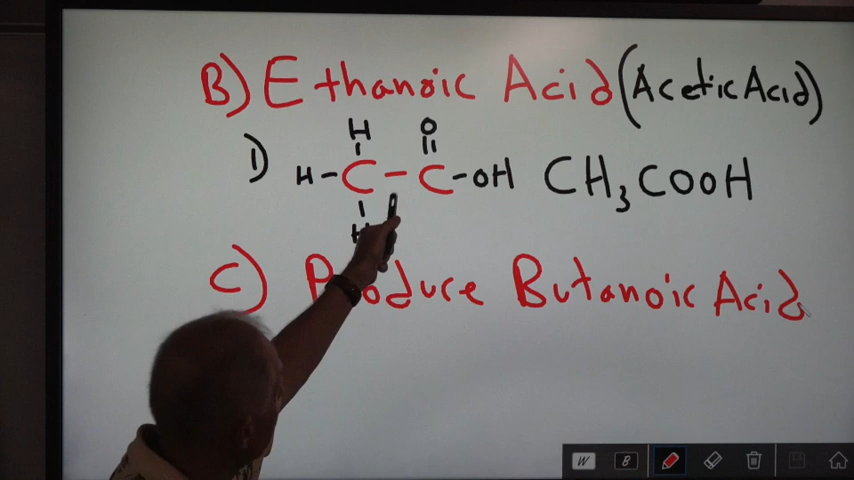 B) Ethanoic Acid (Acetic Acid)
H O
1) H - C - C - OH CH3COOH
H
C) Produce Butanoic Acid
W B